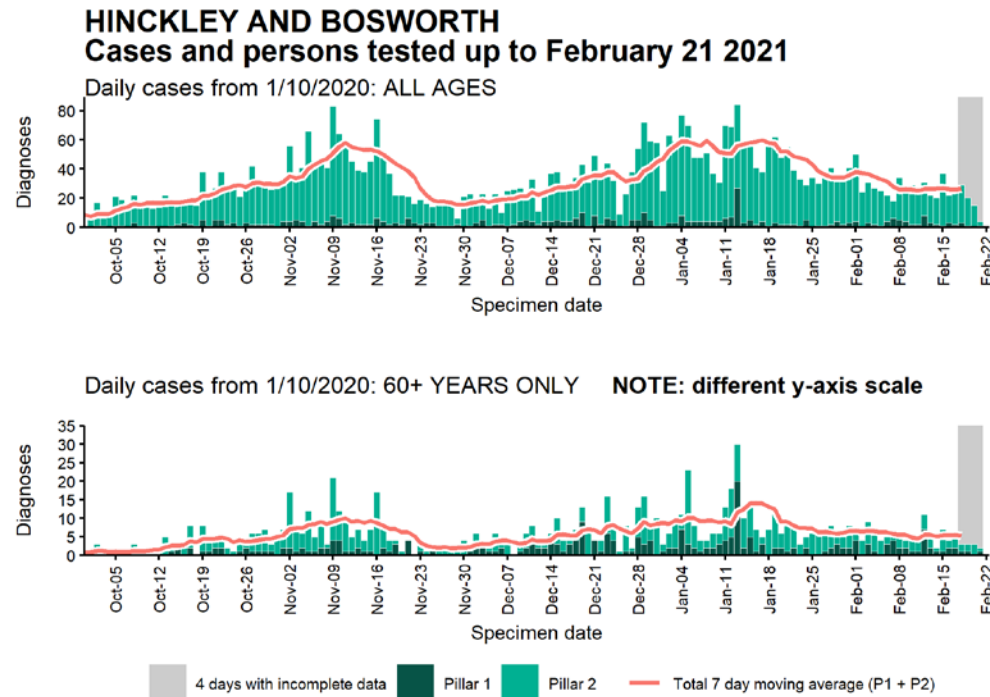 HINCKLEY AND BOSWORTH
Cases and persons tested up to February 21 2021
Daily cases from 1/10/2020: ALL AGES
Diagnoses
80
60
40
20
0
Oct-05 Oct-12 Oct-19 Oct-26 Nov-02 Nov-09 Nov-16 Nov-23 Nov-30 Dec-07 Dec-14 Dec-21 Dec-28 Jan-04 Jan-11 Jan-18 Jan-25 Feb-01 Feb-08 Feb-15 Feb-22
Specimen date
Daily cases from 1/10/2020: 60+ YEARS ONLY NOTE: different y-axis scale
Diagnoses
35
30
25
20
15
10
5
0
Oct-05 Oct-12 Oct-19 Oct-26 Nov-02 Nov-09 Nov-16 Nov-23 Nov-30 Dec-07 Dec-14 Dec-21 Dec-28 Jan-04 Jan-11 Jan-18 Jan-25 Feb-01 Feb-08 Feb-15 Feb-22
Specimen date
4 days with incomplete data Pillar 1 Pillar 2 Total 7 day moving average (P1 + P2)